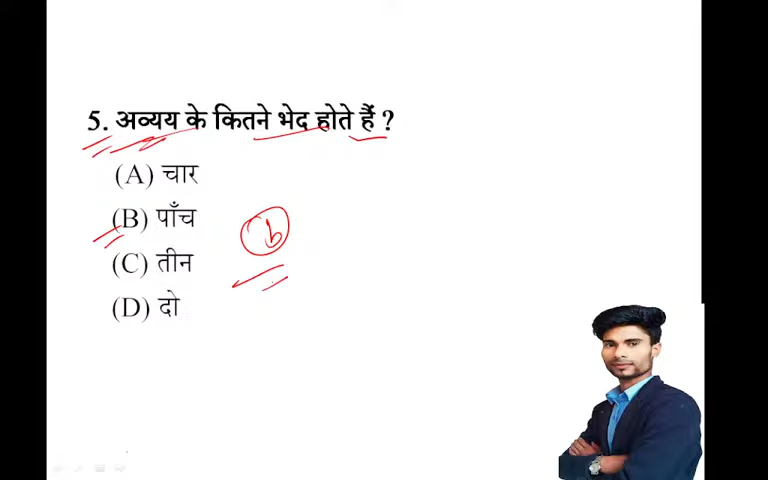 5. अव्यय के कितने भेद होते हैं ?
(A) चार
(B) पाँच
b
(C) तीन
(D) दो